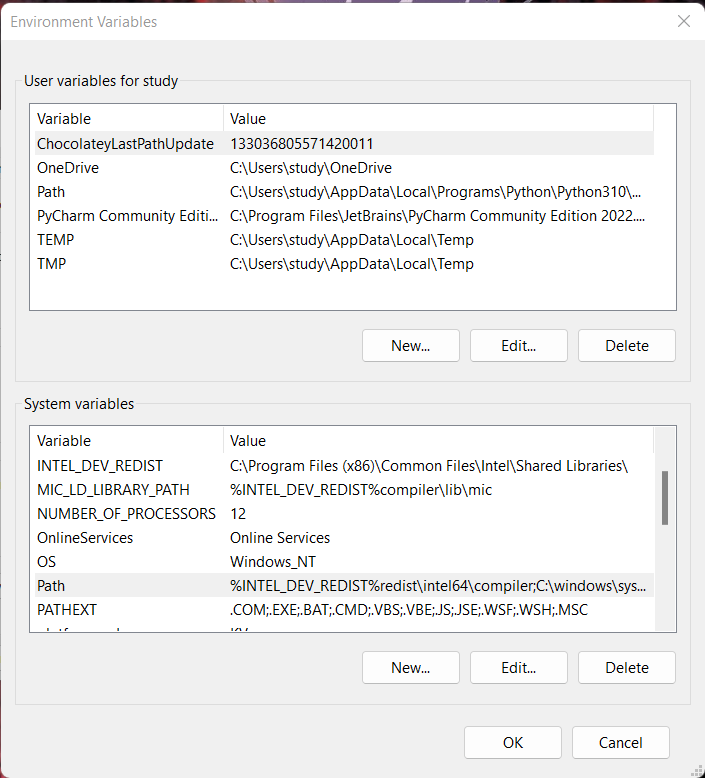 Environment Variables
User variables for study
Variable Value
ChocolateyLastPathUpdate 133036805571420011
OneDrive C:\Users\study\OneDrive
Path C:\Users\study\AppData\Local\Programs\Python\Python310\...
PyCharm Community Editi... C:\Program Files\JetBrains\PyCharm Community Edition 2022....
TEMP C:\Users\study\AppData\Local\Temp
TMP C:\Users\study\AppData\Local\Temp
New... Edit... Delete
System variables
Variable Value
INTEL_DEV_REDIST C:\Program Files (x86)\Common Files\Intel\Shared Libraries\
MIC_LD_LIBRARY_PATH %INTEL_DEV_REDIST%compiler\lib\mic
NUMBER_OF_PROCESSORS 12
OnlineServices Online Services
OS Windows_NT
Path %INTEL_DEV_REDIST%redist\intel64\compiler;C:\windows\sys...
PATHEXT .COM;.EXE;.BAT;.CMD;.VBS;.VBE;.JS;.JSE;.WSF;.WSH;.MSC
New... Edit... Delete
OK Cancel